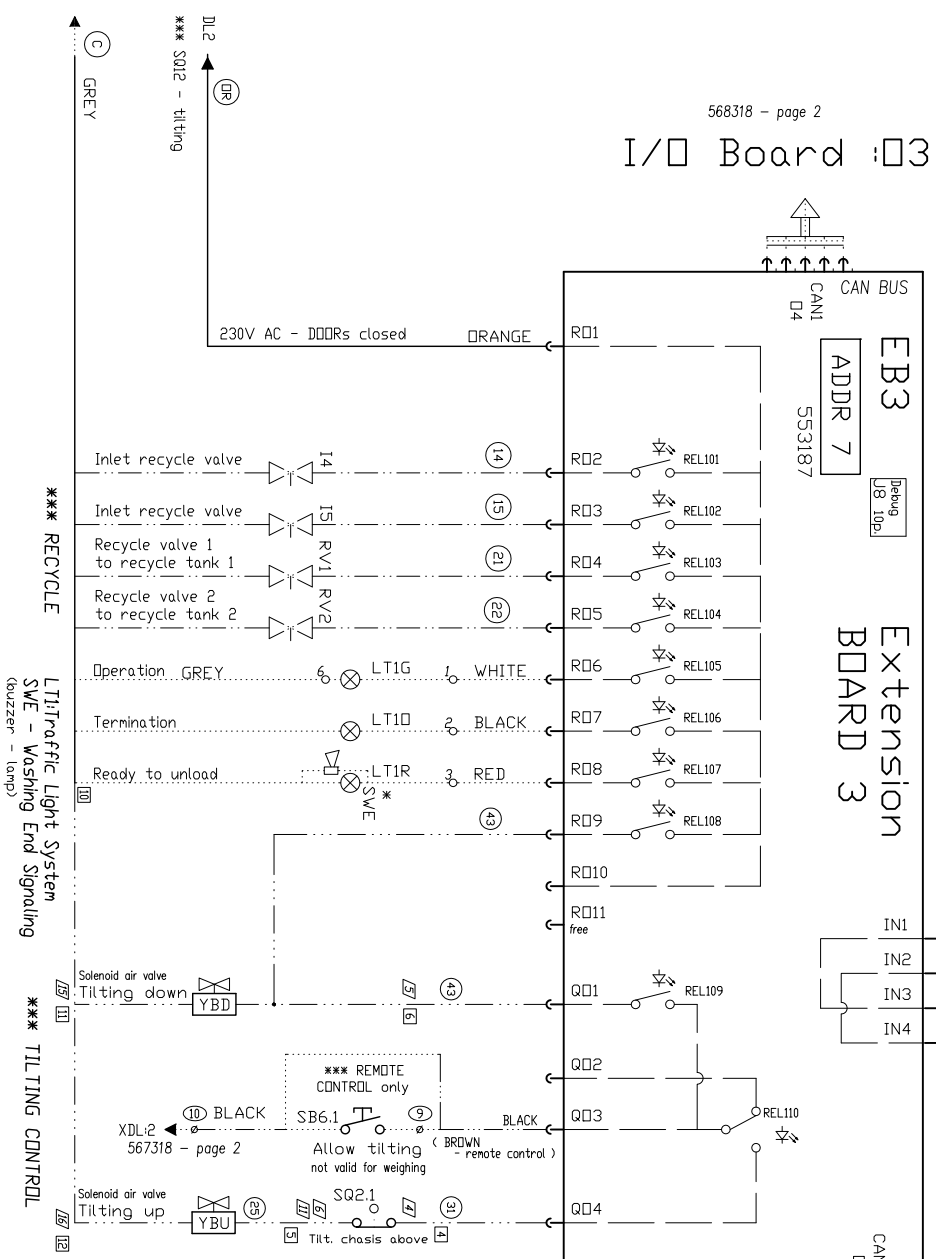 568318 - page 2
I/O Board :O3
CAN BUS
CAN1
O4
EB3
ADDR 7
553187
Debug
J8 10p.
Extension
BOARD 3
C
GREY
DL2
*** SQ12 - tilting
OR
230V AC - DOORs closed
ORANGE
RO1
Inlet recycle valve
I4
14
RO2
REL101
Inlet recycle valve
I5
15
RO3
REL102
Recycle valve 1
to recycle tank 1
RV1
21
RO4
REL103
Recycle valve 2
to recycle tank 2
RV2
22
RO5
REL104
*** RECYCLE
Operation GREY
6
LT1G
1
WHITE
RO6
REL105
Termination
LT1O
2
BLACK
RO7
REL106
Ready to unload
LT1R
3
RED
RO8
REL107
SWE *
10
LT1:Traffic Light System
SWE - Washing End Signaling
(buzzer - lamp)
43
RO9
REL108
RO10
RO11
free
IN1
IN2
IN3
IN4
Solenoid air valve
Tilting down
YBD
15
11
5
6
43
QO1
REL109
*** TILTING CONTROL
QO2
*** REMOTE
CONTROL only
XDL:2
567318 - page 2
10
BLACK
SB6.1
9
BLACK
QO3
REL110
Allow tilting
not valid for weighing
( BROWN
- remote control )
Solenoid air valve
Tilting up
YBU
16
12
25
11
6
5
SQ2.1
4
4
31
QO4
Tilt. chasis above
CAN